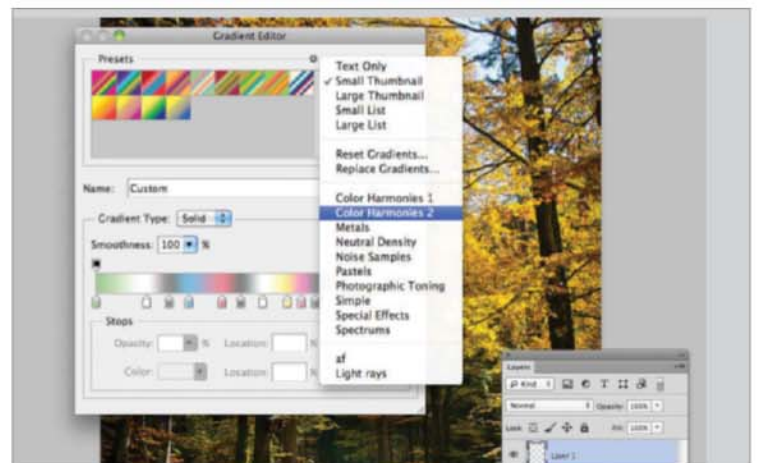 Gradient Editor
Presets
Text Only
✓ Small Thumbnail
Large Thumbnail
Small List
Large List
Reset Gradients...
Replace Gradients...
Name: Custom
Color Harmonies 1
Color Harmonies 2
Metals
Neutral Density
Noise Samples
Pastels
Photographic Toning
Simple
Special Effects
Spectrums
af
Light rays
Gradient Type: Solid
Smoothness: 100 %
Stops
Opacity: % Location: %
Color: Location: %
Layers
Kind
Normal Opacity: 100%
Lock: Fill: 100%
Layer 1